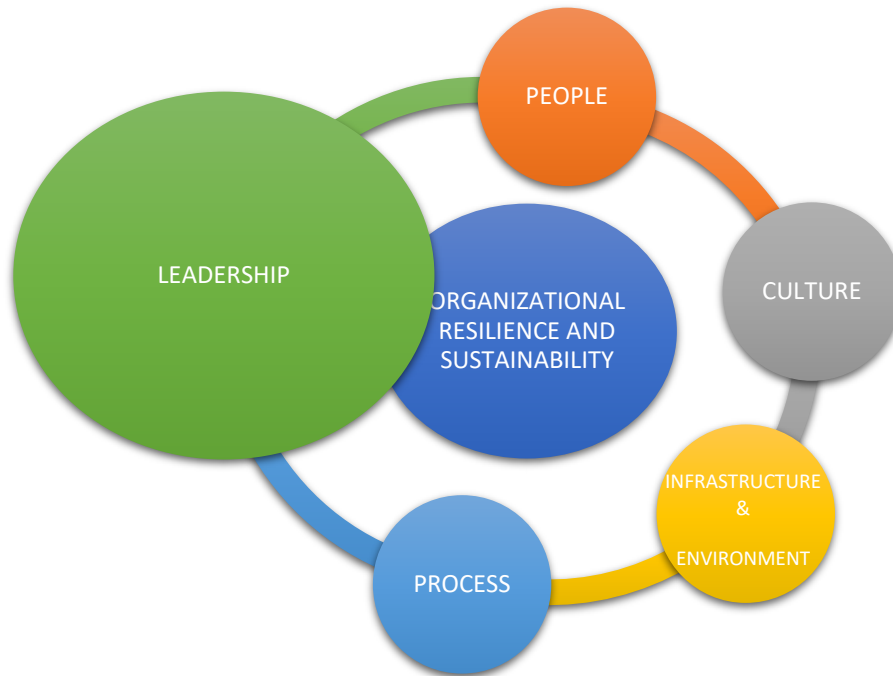 PEOPLE
LEADERSHIP
ORGANIZATIONAL
RESILIENCE AND
SUSTAINABILITY
CULTURE
INFRASTRUCTURE
&
ENVIRONMENT
PROCESS